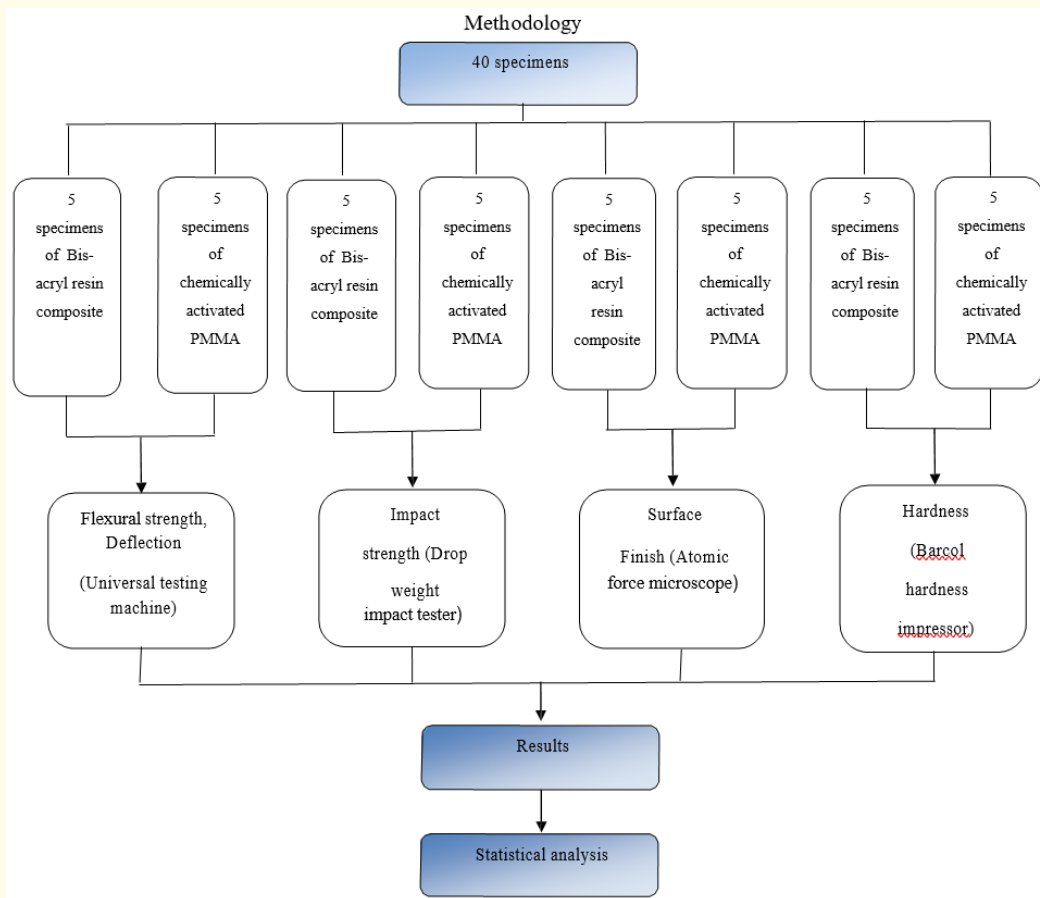 Methodology
40 specimens
5
specimens
of Bis-
acryl resin
composite
5
specimens
of
chemically
activated
PMMA
5
specimens
of Bis-
acryl resin
composite
5
specimens
of
chemically
activated
PMMA
5
specimens
of Bis-
acryl
resin
composite
5
specimens
of
chemically
activated
PMMA
5
specimens
of Bis-
acryl resin
composite
5
specimens
of
chemically
activated
PMMA
Flexural strength,
Deflection
(Universal testing
machine)
Impact
strength (Drop
weight
impact tester)
Surface
Finish (Atomic
force microscope)
Hardness
(Barcol
hardness
impressor)
Results
Statistical analysis